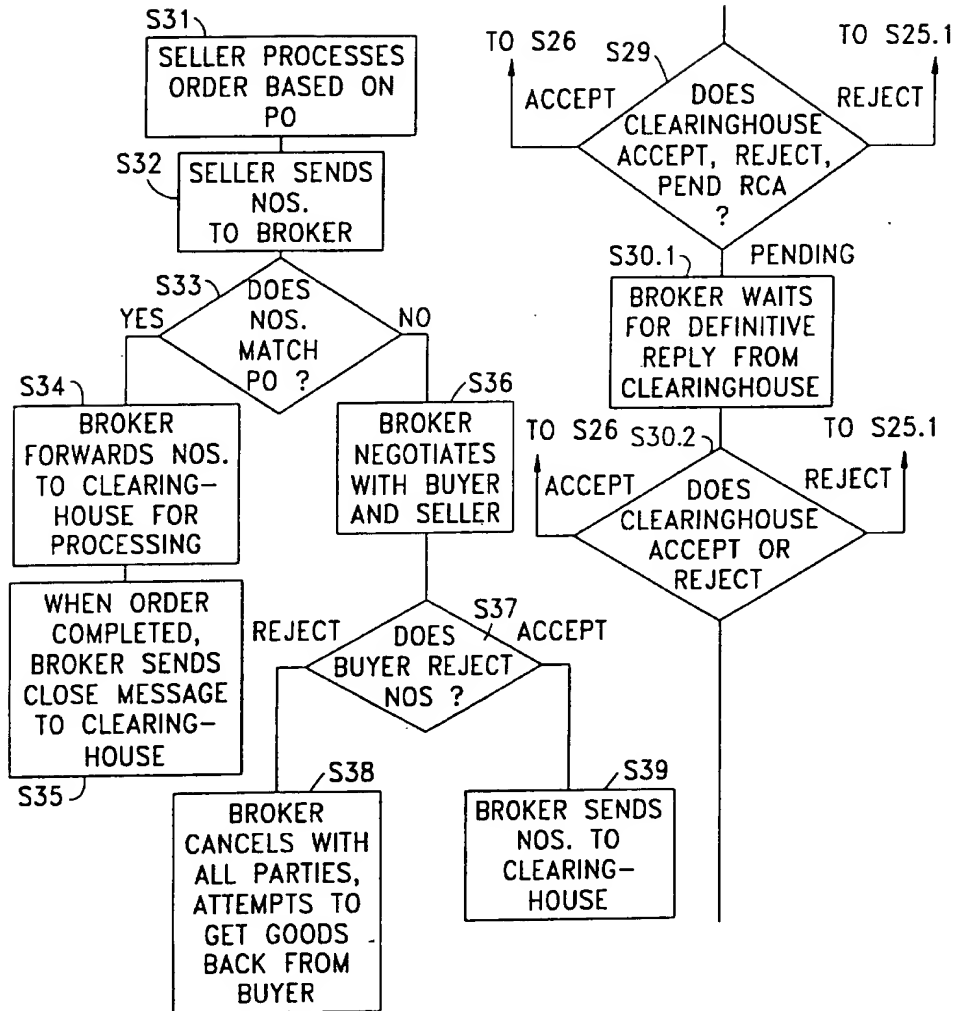 S31
SELLER PROCESSES
ORDER BASED ON
PO
S32
SELLER SENDS
NOS.
TO BROKER
S33
DOES
NOS.
MATCH
PO ?
YES
NO
S34
BROKER
FORWARDS NOS.
TO CLEARING–
HOUSE FOR
PROCESSING
WHEN ORDER
COMPLETED,
BROKER SENDS
CLOSE MESSAGE
TO CLEARING–
HOUSE
S35
S36
BROKER
NEGOTIATES
WITH BUYER
AND SELLER
S37
REJECT
DOES
BUYER REJECT
NOS ?
ACCEPT
S38
BROKER
CANCELS WITH
ALL PARTIES,
ATTEMPTS TO
GET GOODS
BACK FROM
BUYER
S39
BROKER SENDS
NOS. TO
CLEARING–
HOUSE
TO S26
S29
TO S25.1
ACCEPT
DOES
CLEARINGHOUSE
ACCEPT, REJECT,
PEND RCA
?
REJECT
S30.1
PENDING
BROKER WAITS
FOR DEFINITIVE
REPLY FROM
CLEARINGHOUSE
TO S26
S30.2
TO S25.1
ACCEPT
DOES
CLEARINGHOUSE
ACCEPT OR
REJECT
REJECT